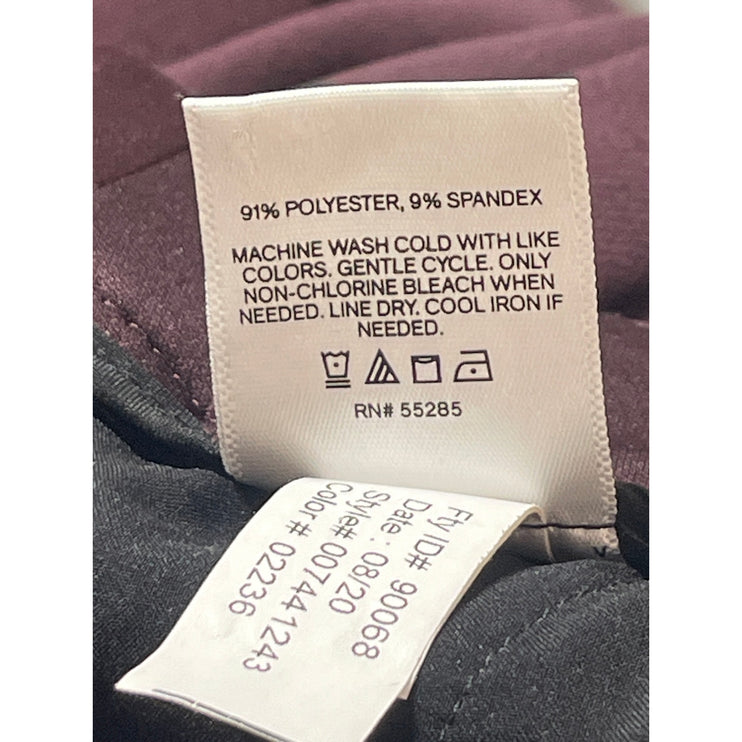 91% POLYESTER, 9% SPANDEX
MACHINE WASH COLD WITH LIKE
COLORS. GENTLE CYCLE. ONLY
NON-CHLORINE BLEACH WHEN
NEEDED. LINE DRY. COOL IRON IF
NEEDED.
RN# 55285
Fty ID# 90068
Date : 08/20
Style# 007441243
Color # 02236